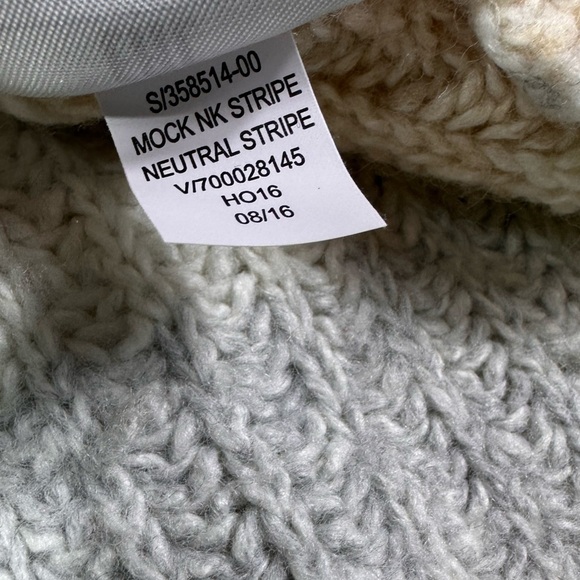 S/358514-00
MOCK NK STRIPE
NEUTRAL STRIPE
V/700028145
HO16
08/16